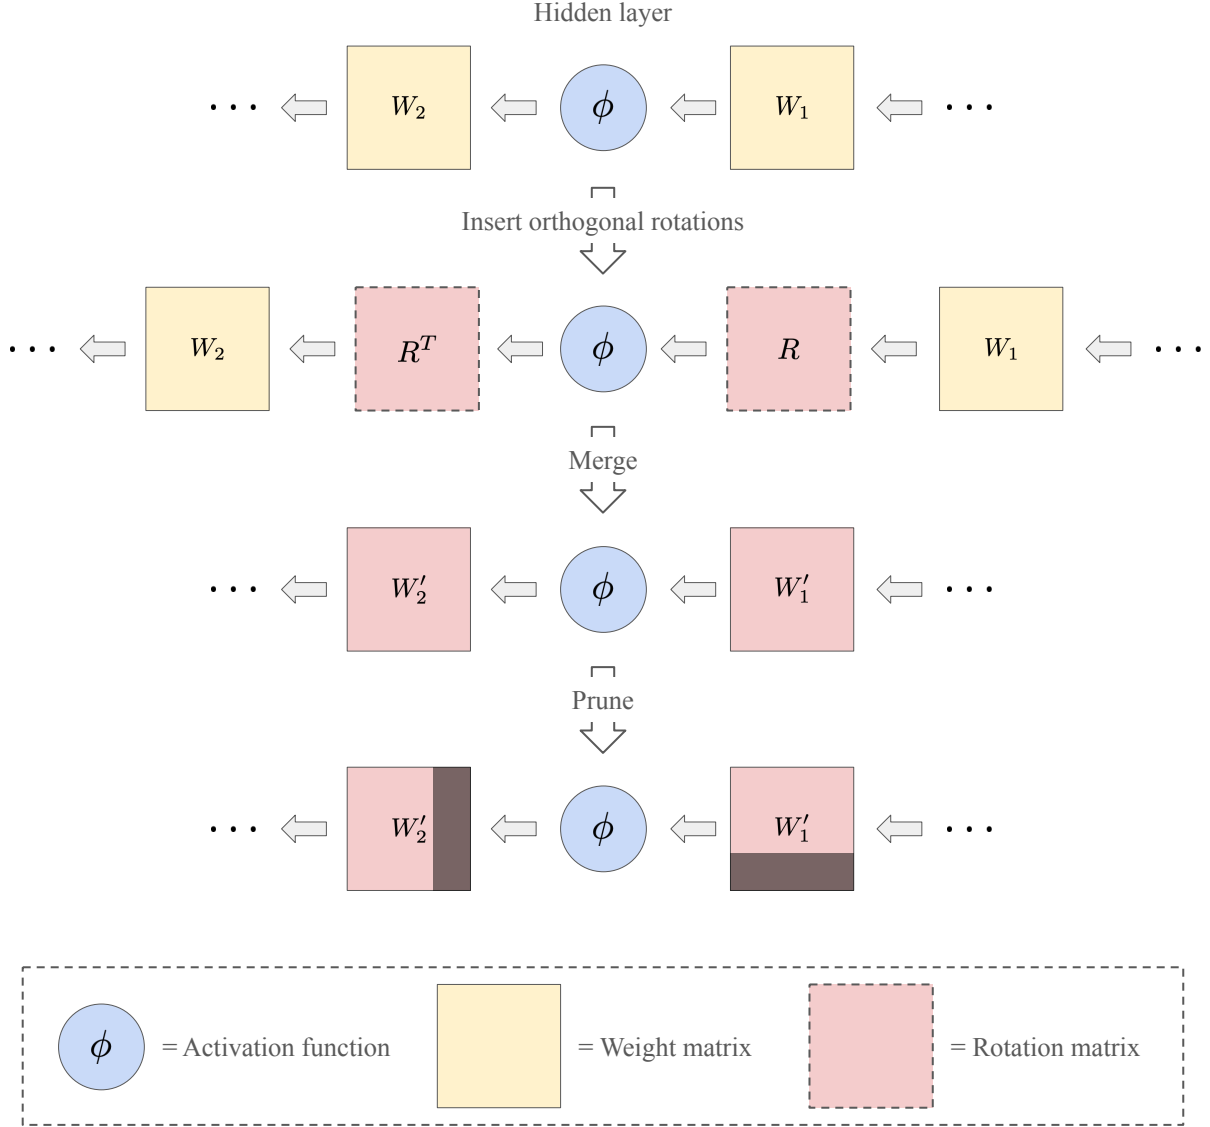 Hidden layer
· · · W₂ ϕ W₁ · · ·
Insert orthogonal rotations
· · · W₂ Rᵀ ϕ R W₁ · · ·
Merge
· · · W₂′ ϕ W₁′ · · ·
Prune
· · · W₂′ ϕ W₁′ · · ·
ϕ = Activation function = Weight matrix = Rotation matrix